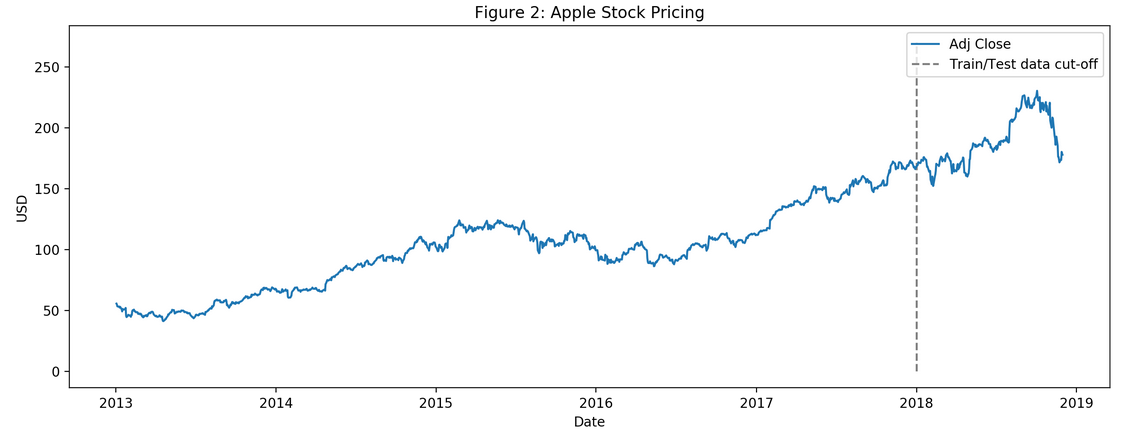 Figure 2: Apple Stock Pricing
Adj Close
Train/Test data cut-off
250
200
150
100
50
0
USD
2013 2014 2015 2016 2017 2018 2019
Date